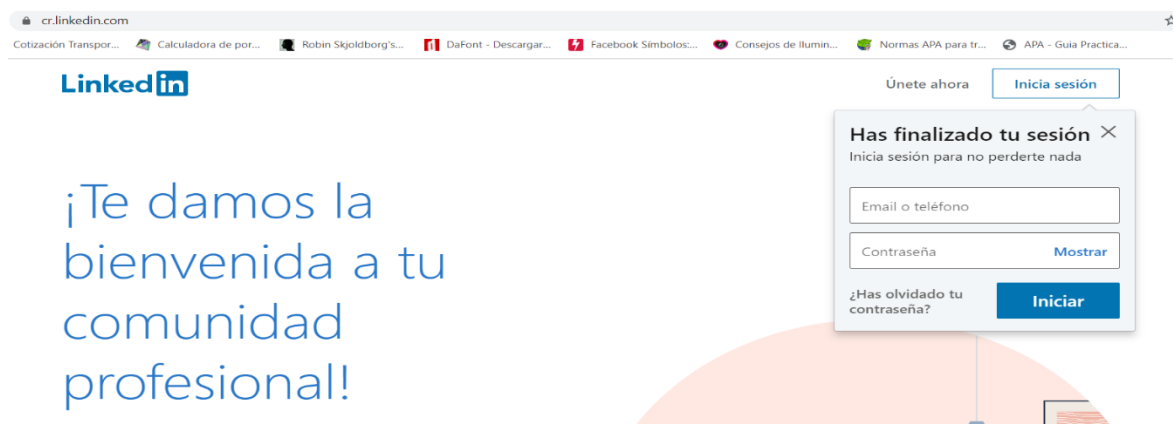 cr.linkedin.com
Cotización Transpor... Calculadora de por... Robin Skjoldborg's... DaFont - Descargar... Facebook Símbolos:... Consejos de Ilumin... Normas APA para tr... APA - Guia Practica...
Linked in Únete ahora Inicia sesión
Has finalizado tu sesión
Inicia sesión para no perderte nada
Email o teléfono
Contraseña Mostrar
¿Has olvidado tu
contraseña?
Iniciar
¡Te damos la
bienvenida a tu
comunidad
profesional!